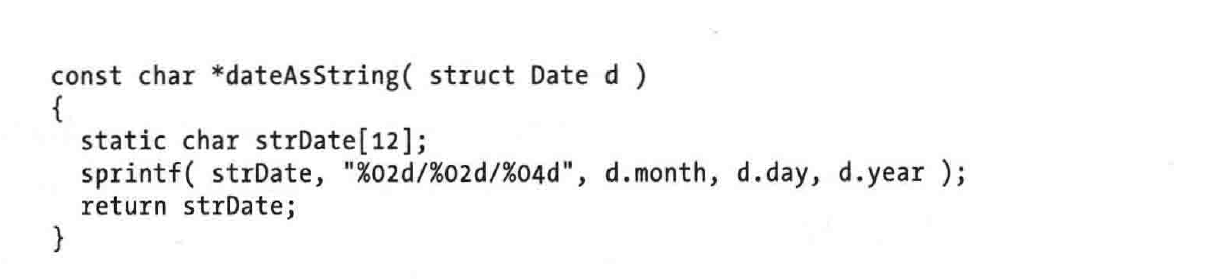 const char *dateAsString( struct Date d )
{
  static char strDate[12];
  sprintf( strDate, "%02d/%02d/%04d", d.month, d.day, d.year );
  return strDate;
}